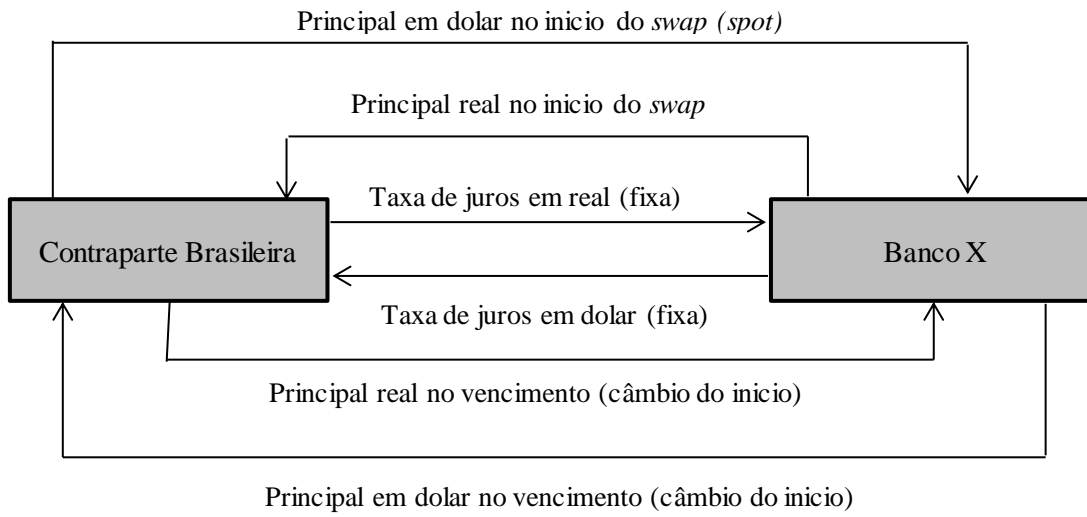 Principal em dolar no inicio do swap (spot)
Principal real no inicio do swap
Taxa de juros em real (fixa)
Contraparte Brasileira
Banco X
Taxa de juros em dolar (fixa)
Principal real no vencimento (câmbio do inicio)
Principal em dolar no vencimento (câmbio do inicio)